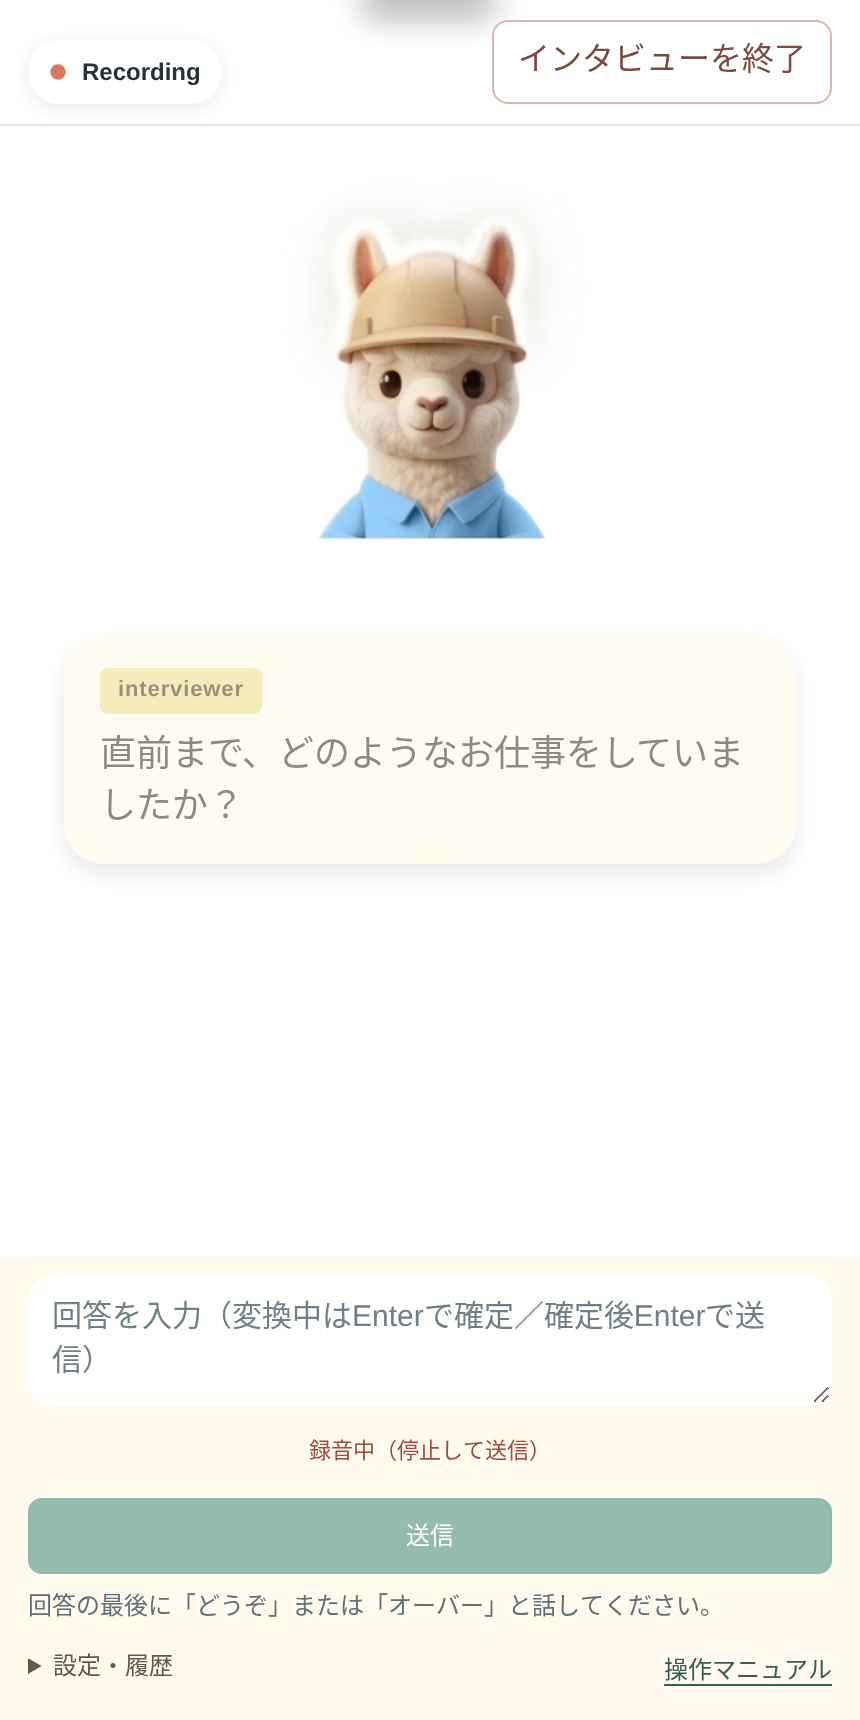 Recording
インタビューを終了
interviewer
直前まで、どのようなお仕事をしていま
したか？
回答を入力（変換中はEnterで確定／確定後Enterで送
信）
録音中（停止して送信）
送信
回答の最後に「どうぞ」または「オーバー」と話してください。
▶ 設定・履歴
操作マニュアル